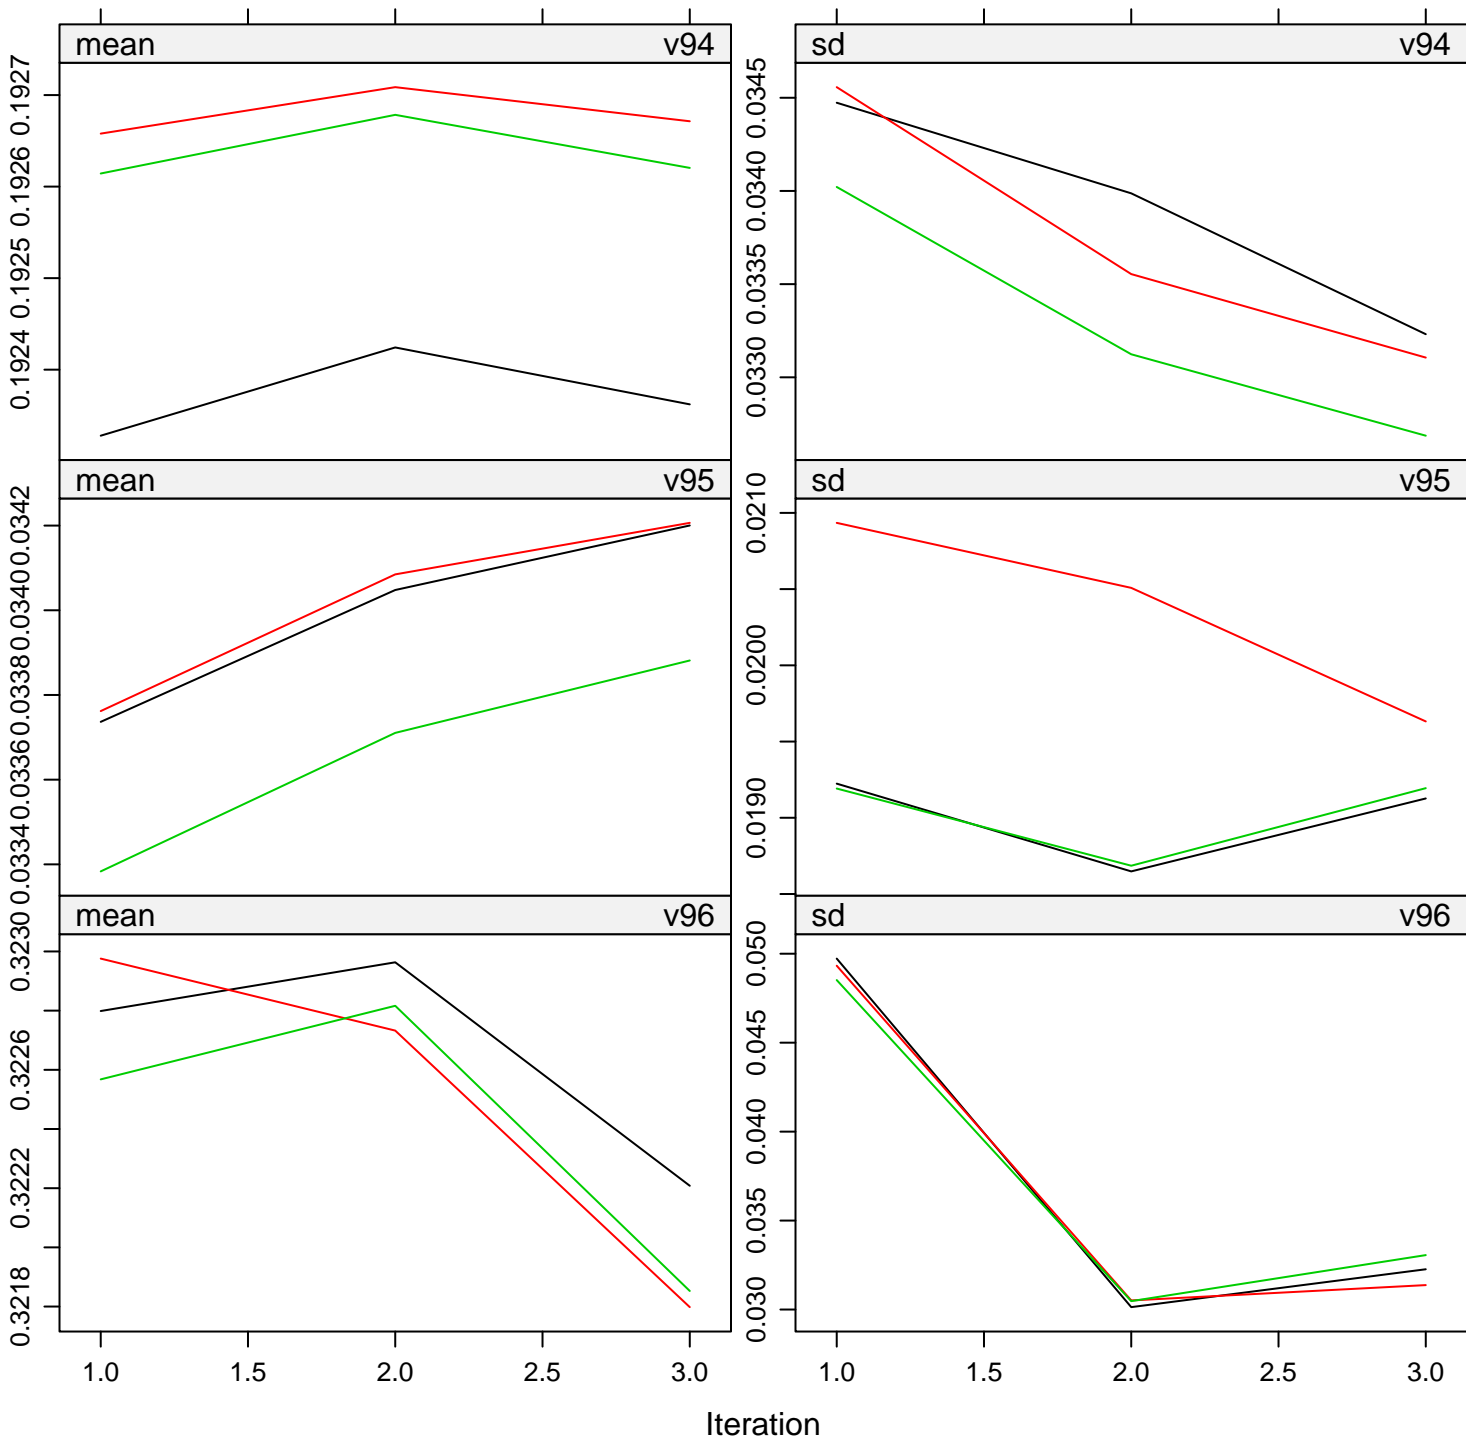 mean v94
sd v94
0.1924 0.1925 0.1926 0.1927
0.0330 0.0335 0.0340 0.0345
mean v95
sd v95
0.0334 0.0336 0.0338 0.0340 0.0342
0.0190 0.0200 0.0210
mean v96
sd v96
0.3218 0.3222 0.3226 0.3230
0.030 0.035 0.040 0.045 0.050
1.0 1.5 2.0 2.5 3.0
1.0 1.5 2.0 2.5 3.0
Iteration